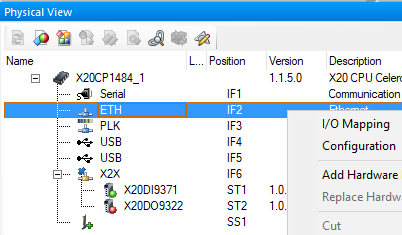 Physical View
Name L... Position Version Description
X20CP1484_1 1.1.5.0 X20 CPU Celero
Serial IF1 Communication
ETH IF2 Ethernet
PLK IF3
USB IF4
USB IF5
X2X IF6
X20DI9371 ST1 1.0.
X20DO9322 ST2 1.0.
SS1
I/O Mapping
Configuration
Add Hardware
Replace Hardwa
Cut